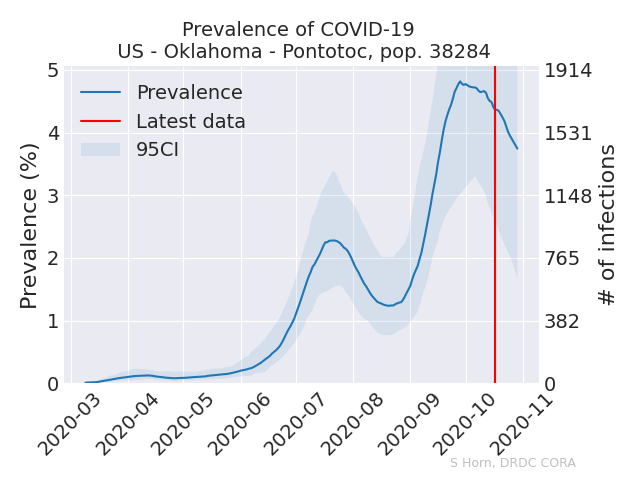 Prevalence of COVID-19
US - Oklahoma - Pontotoc, pop. 38284
Prevalence
Latest data
95CI
Prevalence (%)
5
4
3
2
1
0
1914
1531
1148
765
382
0
# of infections
2020-03
2020-04
2020-05
2020-06
2020-07
2020-08
2020-09
2020-10
2020-11
S Horn, DRDC CORA